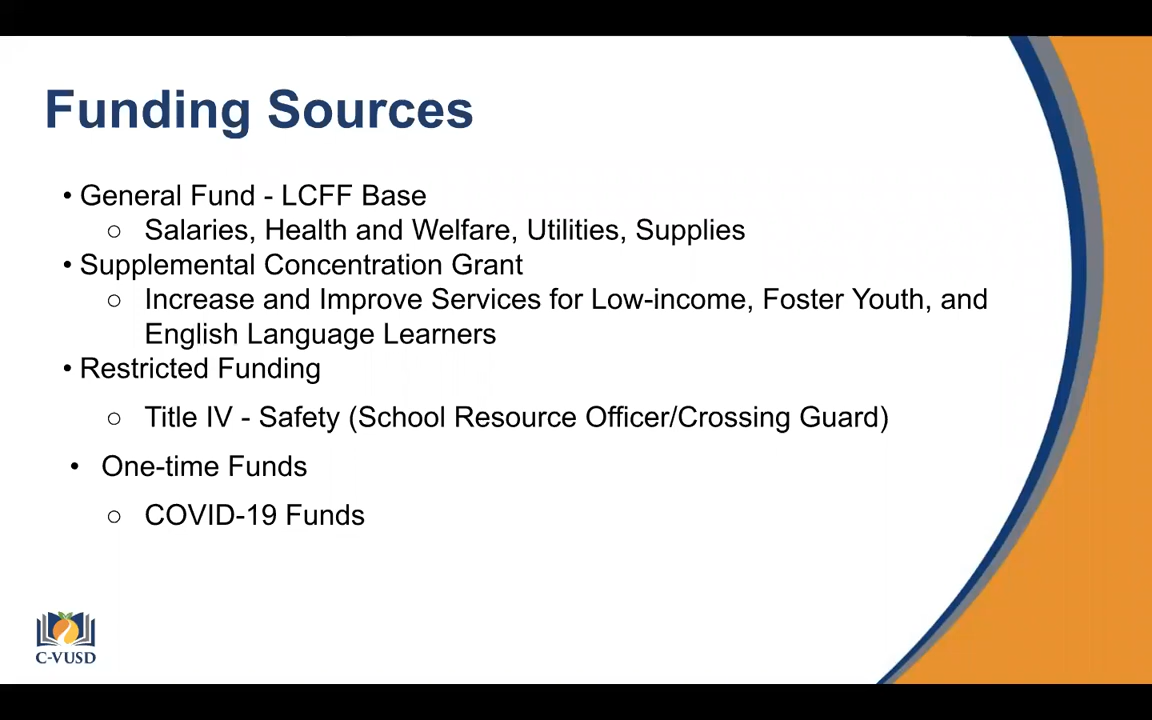 Funding Sources
• General Fund - LCFF Base
○ Salaries, Health and Welfare, Utilities, Supplies
• Supplemental Concentration Grant
○ Increase and Improve Services for Low-income, Foster Youth, and
English Language Learners
• Restricted Funding
○ Title IV - Safety (School Resource Officer/Crossing Guard)
• One-time Funds
○ COVID-19 Funds
C-VUSD